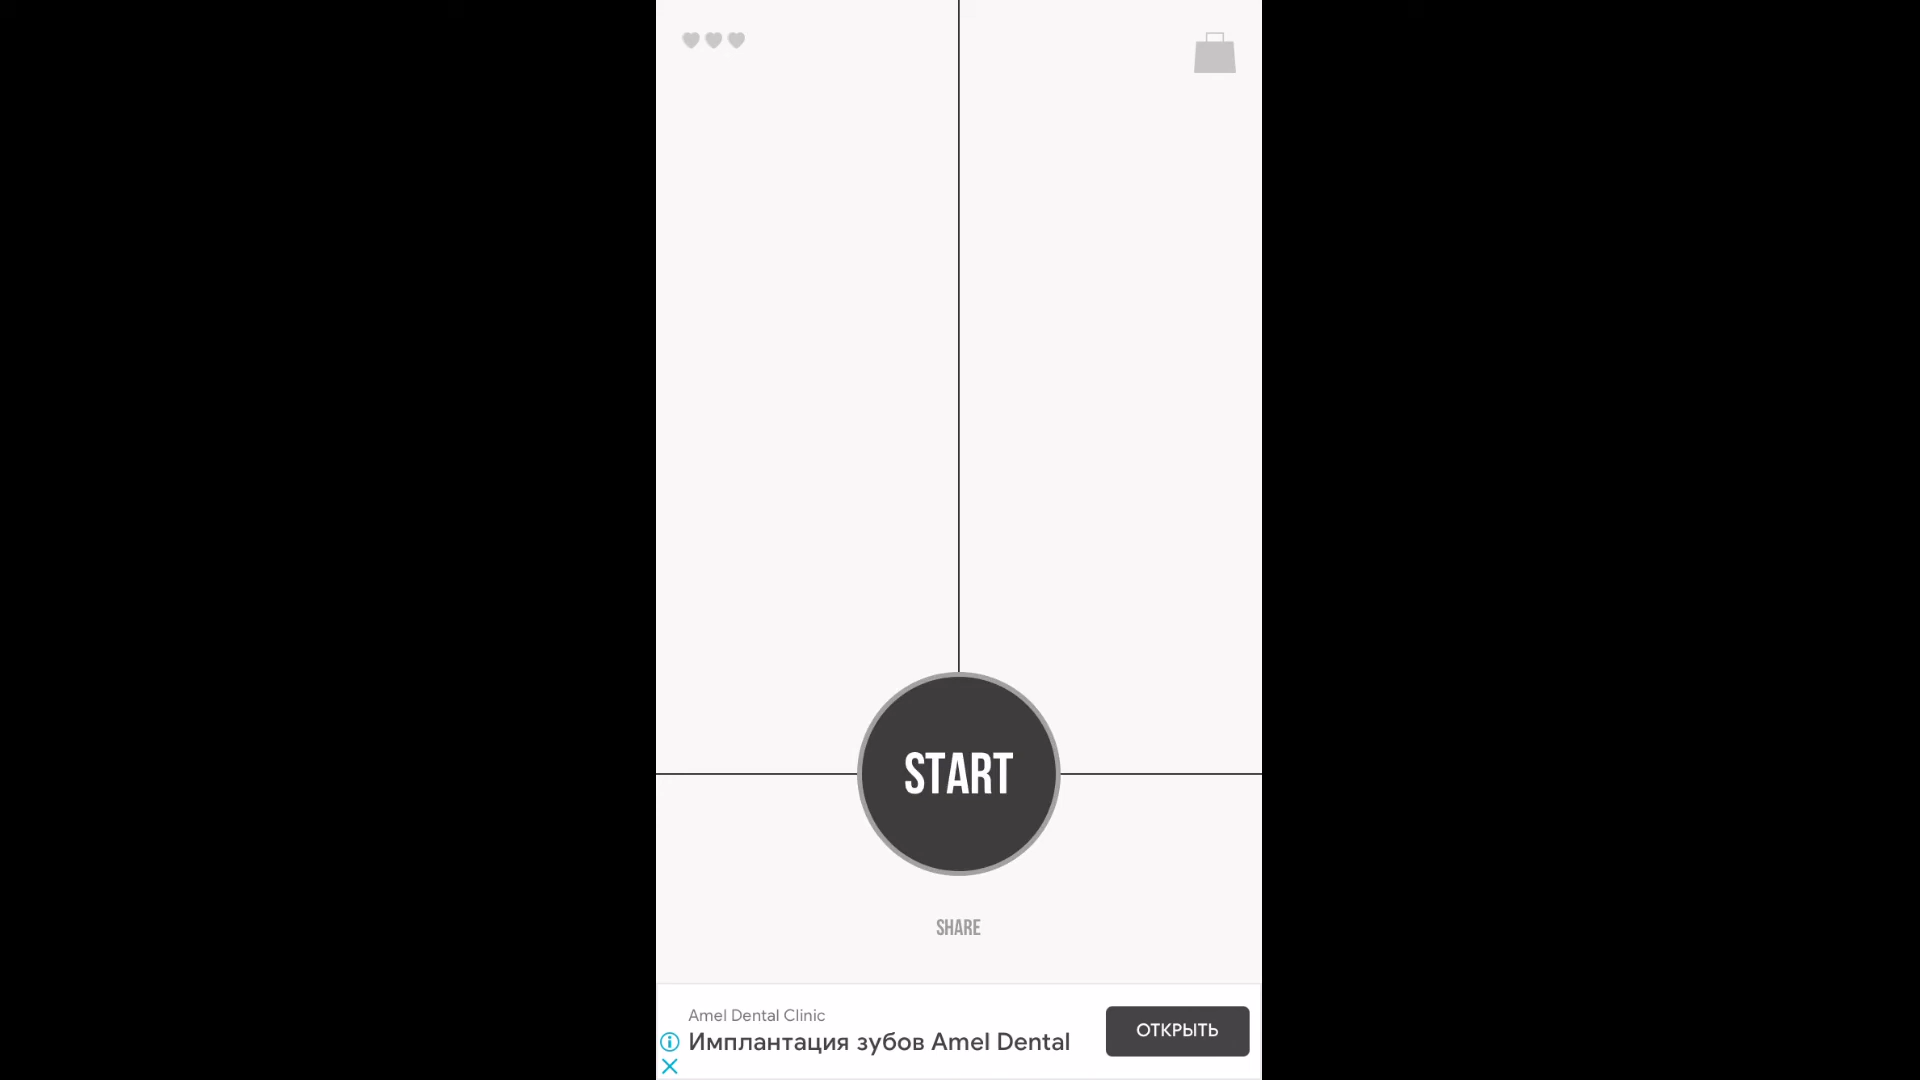 START
SHARE
Amel Dental Clinic
Имплантация зубов Amel Dental
ОТКРЫТЬ